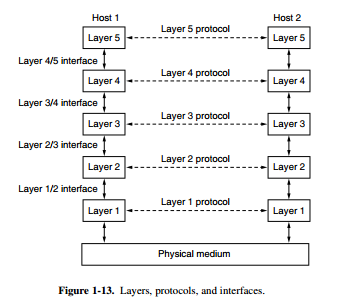 Host 1 Host 2
Layer 5 protocol
Layer 5 Layer 5
Layer 4/5 interface
Layer 4 protocol
Layer 4 Layer 4
Layer 3/4 interface
Layer 3 protocol
Layer 3 Layer 3
Layer 2/3 interface
Layer 2 protocol
Layer 2 Layer 2
Layer 1/2 interface
Layer 1 protocol
Layer 1 Layer 1
Physical medium
Figure 1-13. Layers, protocols, and interfaces.